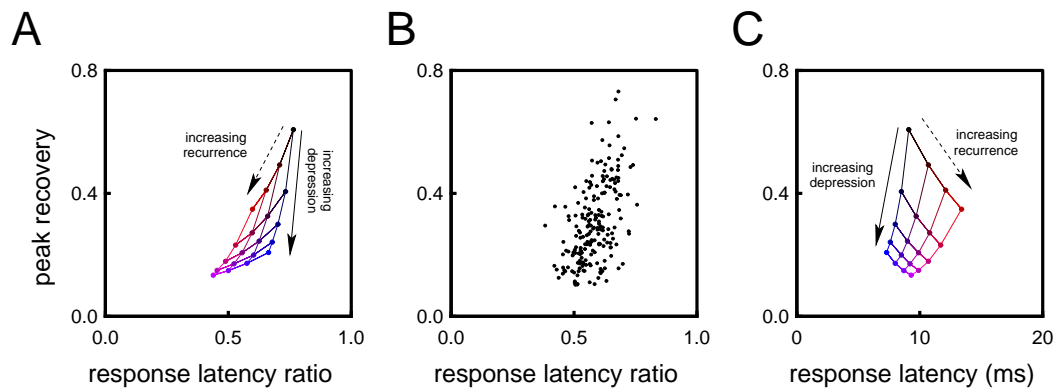 A
B
C
0.8
0.4
0.0
peak recovery
increasing
recurrence
increasing
depression
0.0
0.5
1.0
response latency ratio
0.8
0.4
0.0
0.0
0.5
1.0
response latency ratio
0.8
0.4
0.0
increasing
depression
increasing
recurrence
0
10
20
response latency (ms)